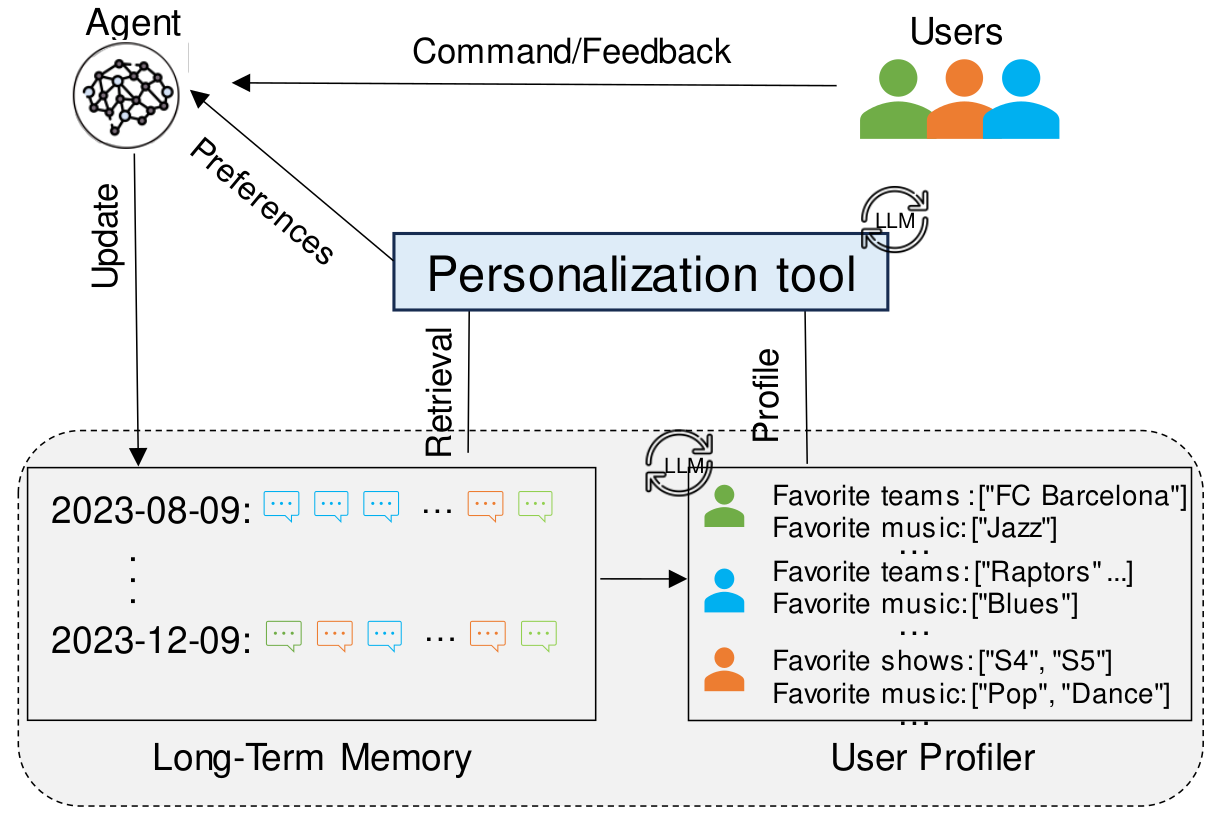 Agent
Users
Command/Feedback
Preferences
Update
LLM
Personalization tool
Retrieval
Profile
LLM
2023-08-09: ...
Favorite teams :["FC Barcelona"]
Favorite music:["Jazz"]
...
Favorite teams:["Raptors" ...]
Favorite music:["Blues"]
...
2023-12-09: ...
Favorite shows:["S4", "S5"]
Favorite music:["Pop", "Dance"]
...
Long-Term Memory
User Profiler